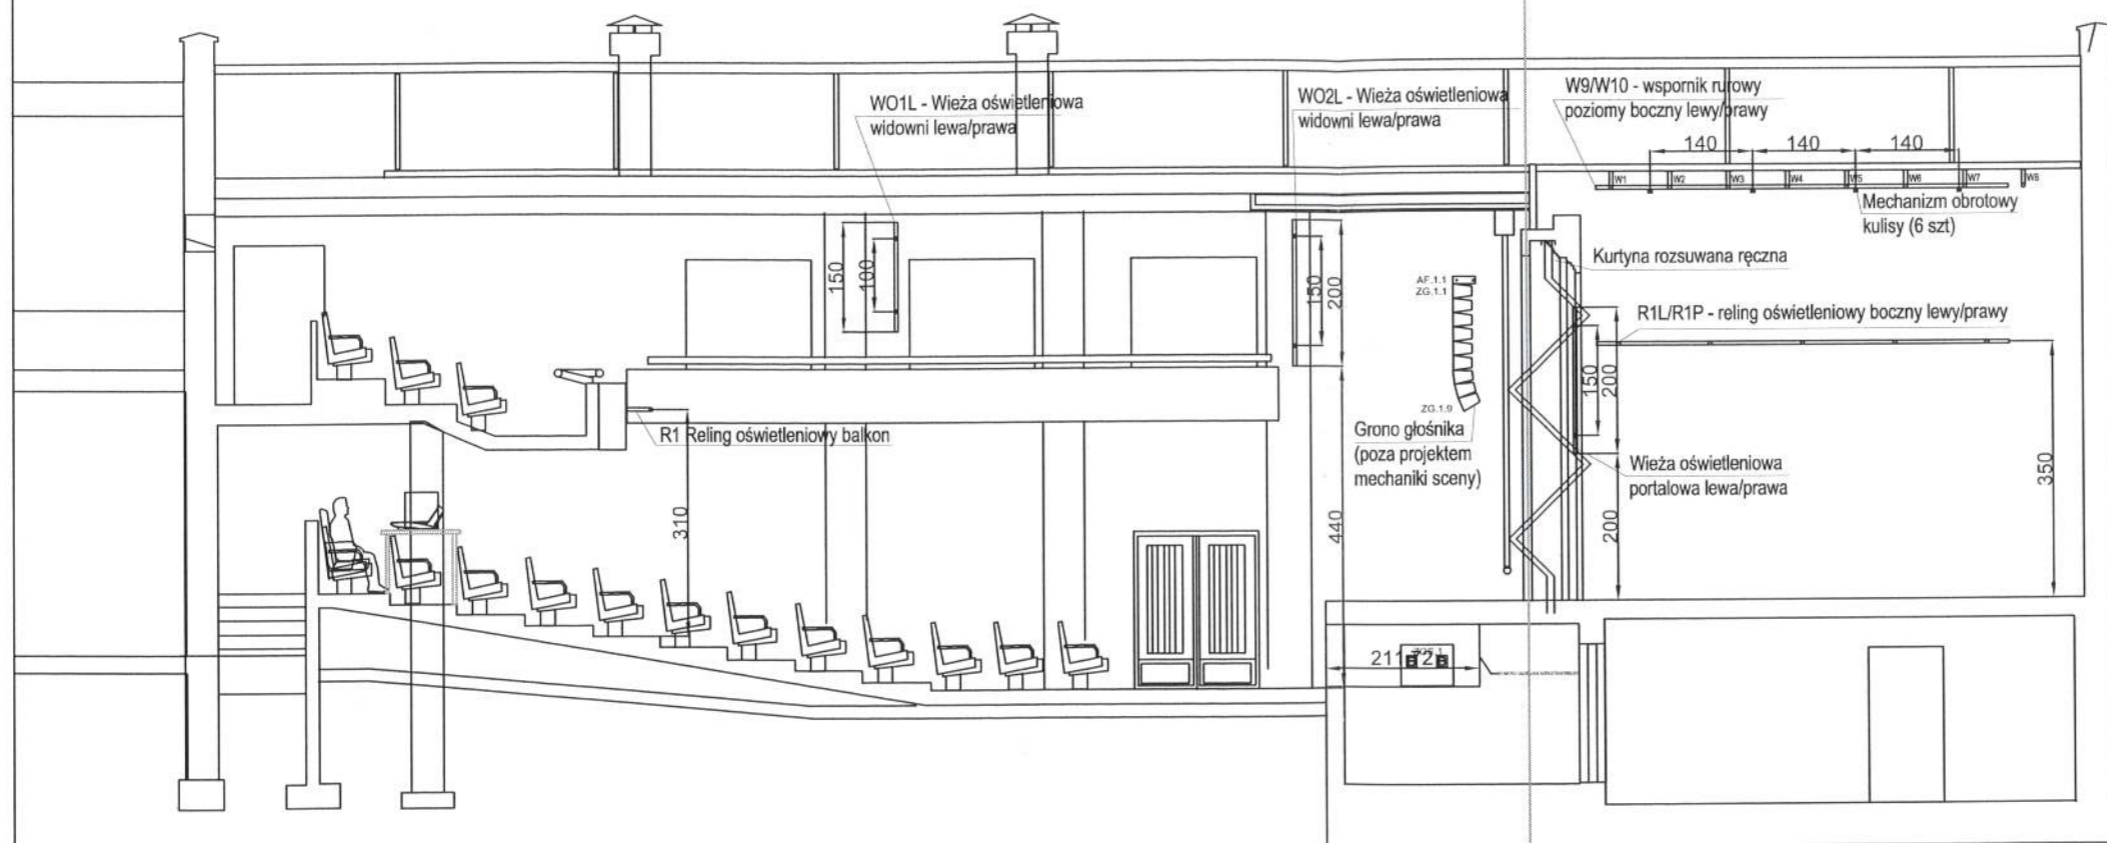 WO1L - Wieża oświetleniowa
widowni lewa/prawa
WO2L - Wieża oświetleniowa
widowni lewa/prawa
W9/W10 - wspornik rurowy
poziomy boczny lewy/prawy
140
140
140
W1
W2
W3
W4
W5
W6
W7
W8
Mechanizm obrotowy
kulisy (6 szt)
Kurtyna rozsuwana ręczna
R1L/R1P - reling oświetleniowy boczny lewy/prawy
150
100
150
200
AF.1.1
ZG.1.1
ZG.1.9
Grono głośnika
(poza projektem
mechaniki sceny)
150
200
Wieża oświetleniowa
portalowa lewa/prawa
200
350
R1 Reling oświetleniowy balkon
310
440
211